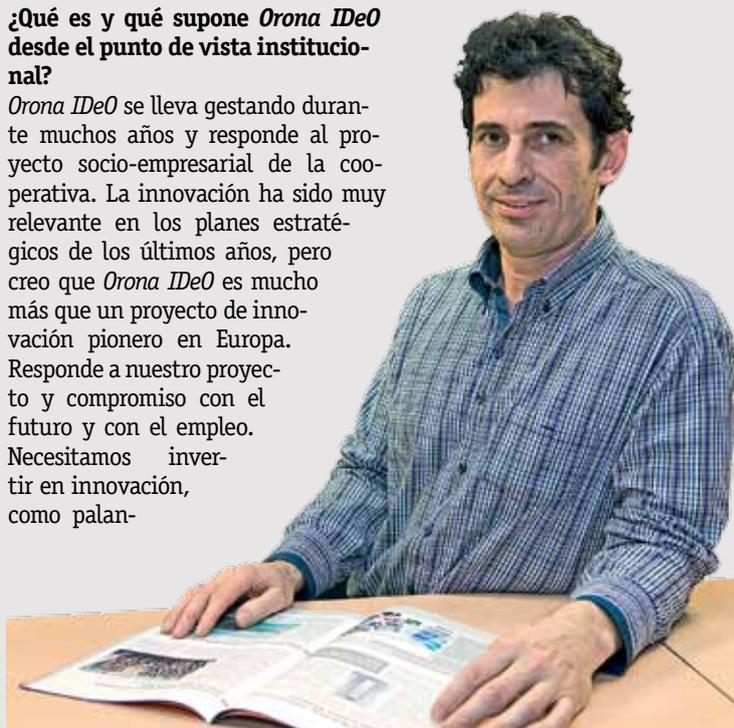 ¿Qué es y qué supone Orona IDeO
desde el punto de vista institucio-
nal?
Orona IDeO se lleva gestando duran-
te muchos años y responde al pro-
yecto socio-empresarial de la coo-
perativa. La innovación ha sido muy
relevante en los planes estraté-
gicos de los últimos años, pero
creo que Orona IDeO es mucho
más que un proyecto de inno-
vación pionero en Europa.
Responde a nuestro proyec-
to y compromiso con el
futuro y con el empleo.
Necesitamos inver-
tir en innovación,
como palan-